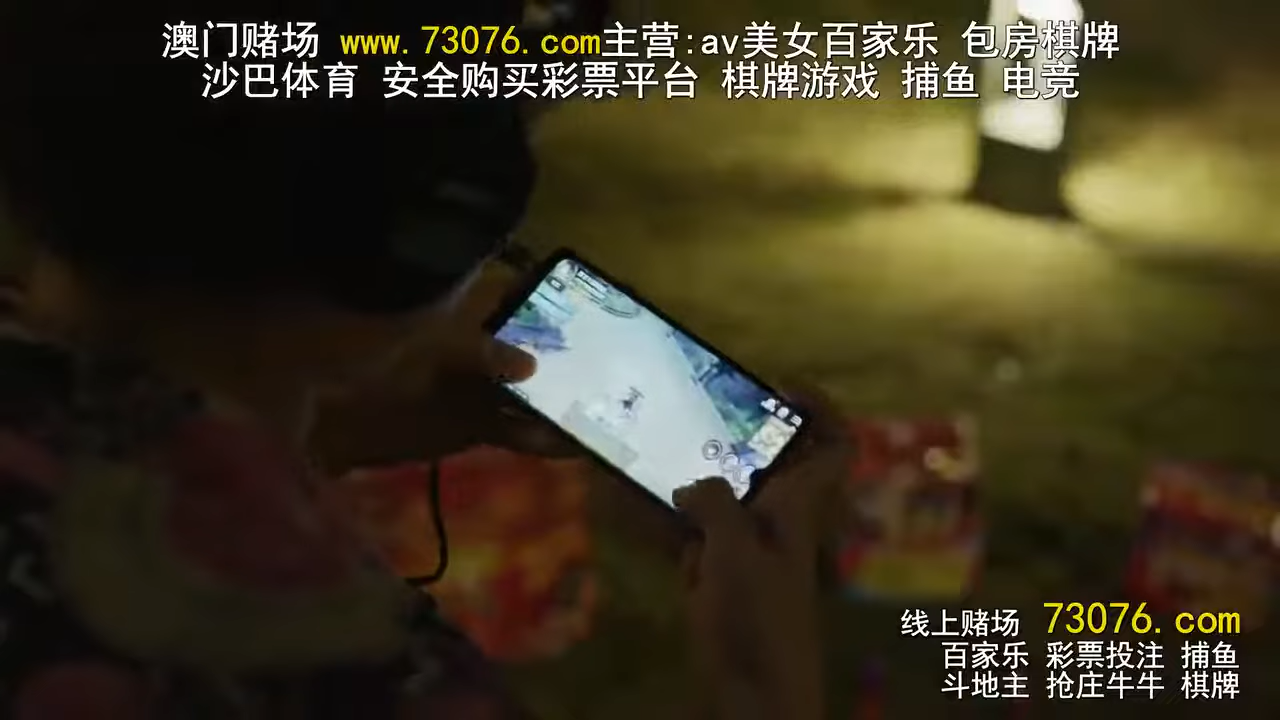 澳门赌场 www.73076.com主营:av美女百家乐 包房棋牌
沙巴体育 安全购买彩票平台 棋牌游戏 捕鱼 电竞
线上赌场 73076.com
百家乐 彩票投注 捕鱼
斗地主 抢庄牛牛 棋牌